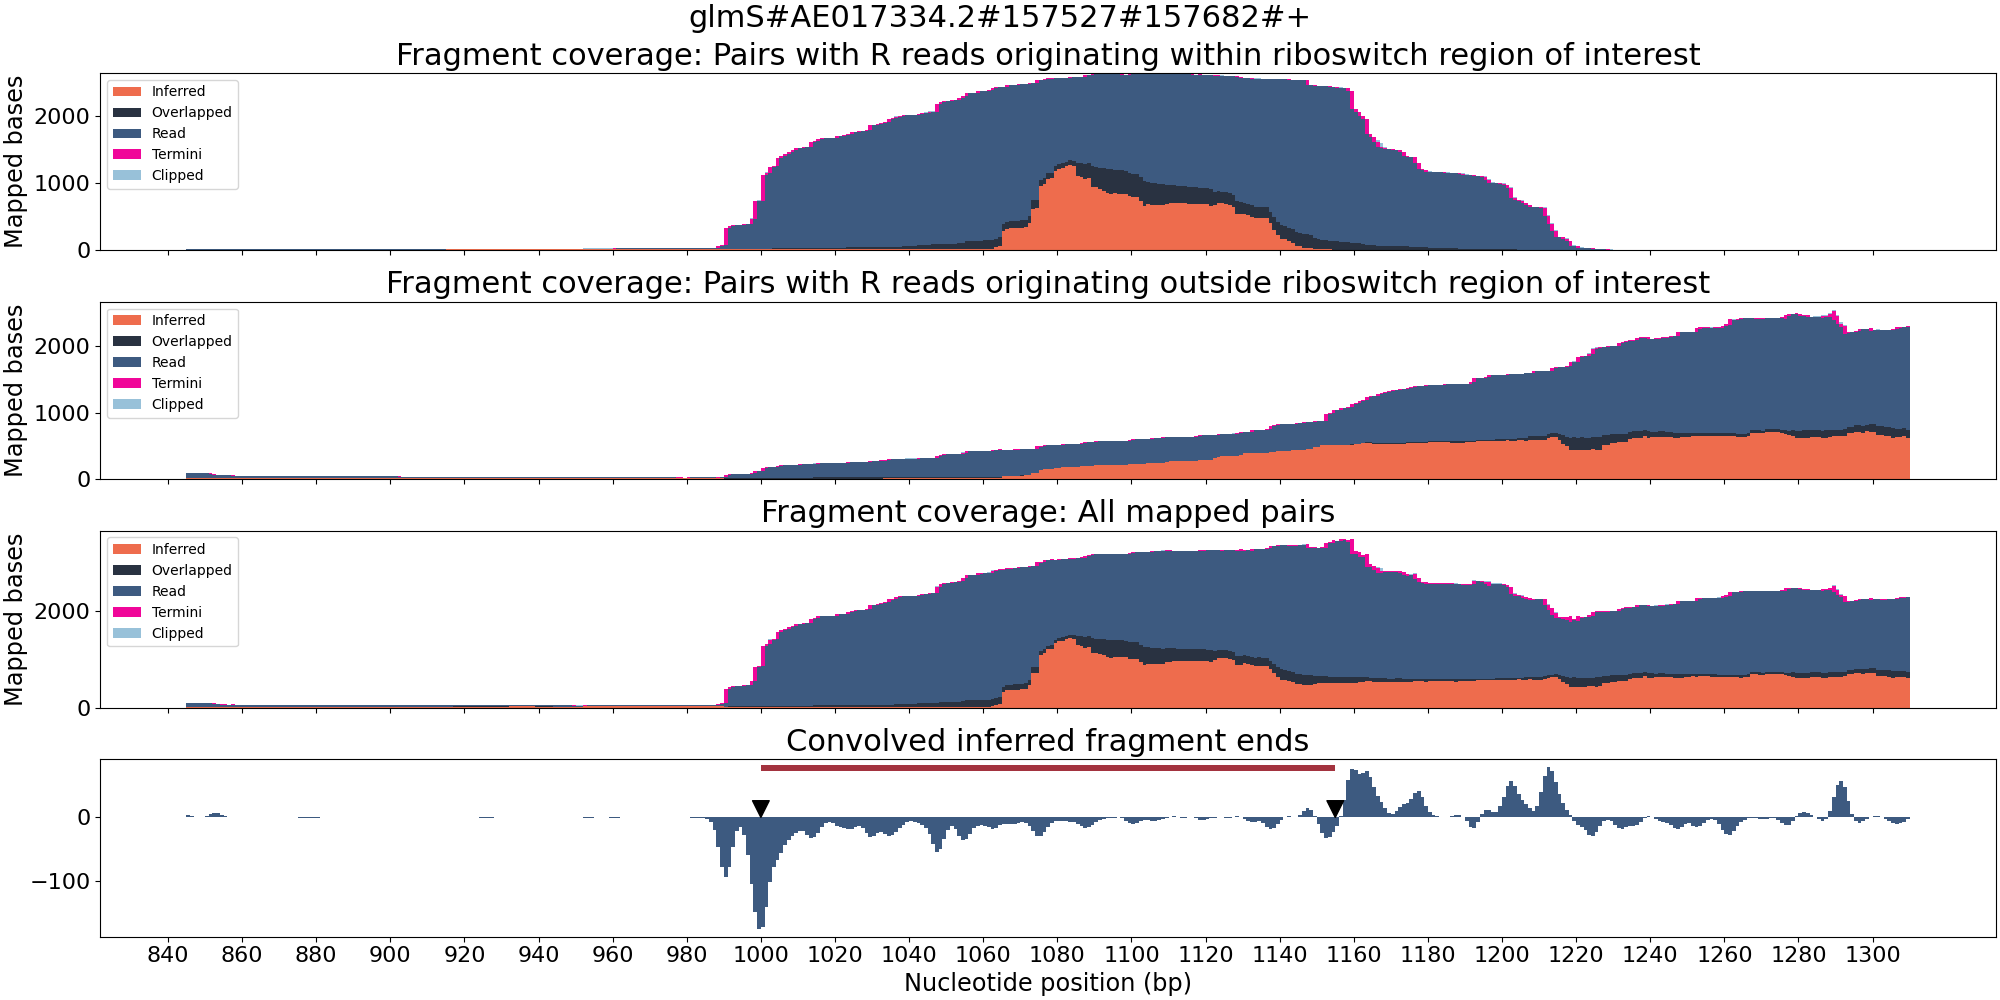 glmS#AE017334.2#157527#157682#+
Fragment coverage: Pairs with R reads originating within riboswitch region of interest
Mapped bases
2000
1000
0
Inferred
Overlapped
Read
Termini
Clipped
Fragment coverage: Pairs with R reads originating outside riboswitch region of interest
Mapped bases
2000
1000
0
Inferred
Overlapped
Read
Termini
Clipped
Fragment coverage: All mapped pairs
Mapped bases
2000
0
Inferred
Overlapped
Read
Termini
Clipped
Convolved inferred fragment ends
0
−100
840 860 880 900 920 940 960 980 1000 1020 1040 1060 1080 1100 1120 1140 1160 1180 1200 1220 1240 1260 1280 1300
Nucleotide position (bp)